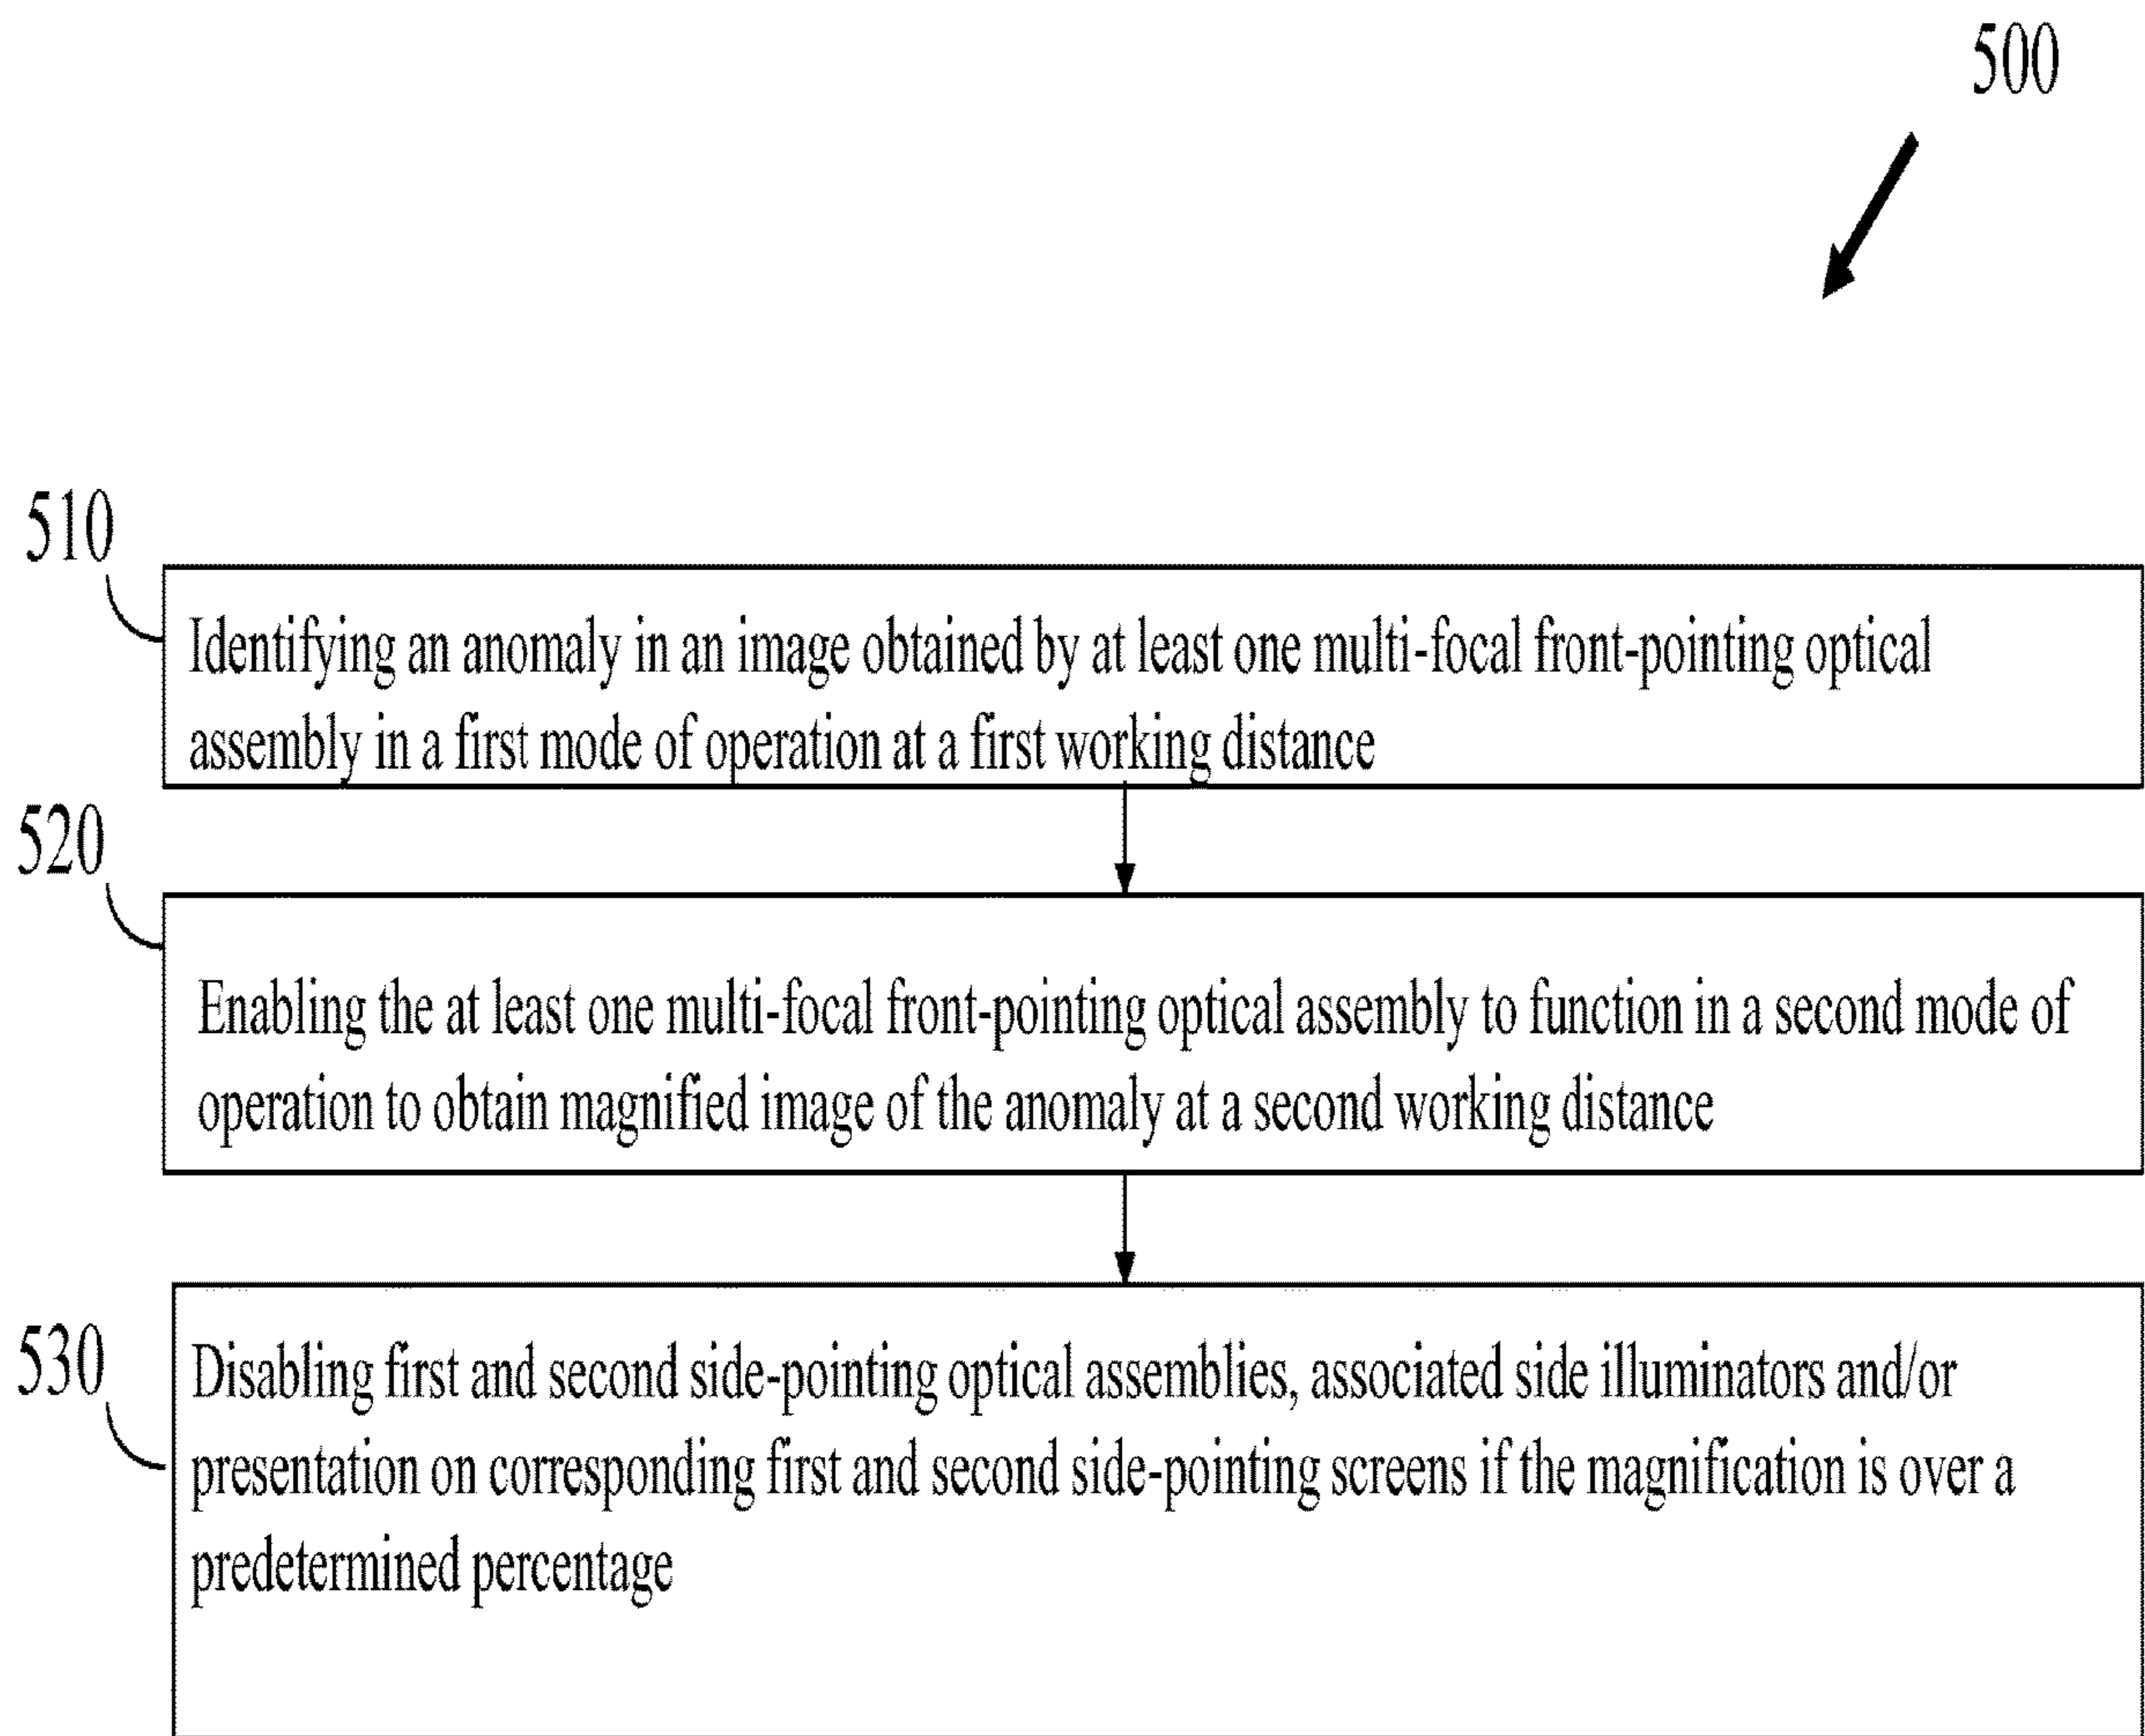 500
510
Identifying an anomaly in an image obtained by at least one multi-focal front-pointing optical
assembly in a first mode of operation at a first working distance
520
Enabling the at least one multi-focal front-pointing optical assembly to function in a second mode of
operation to obtain magnified image of the anomaly at a second working distance
530
Disabling first and second side-pointing optical assemblies, associated side illuminators and/or
presentation on corresponding first and second side-pointing screens if the magnification is over a
predetermined percentage